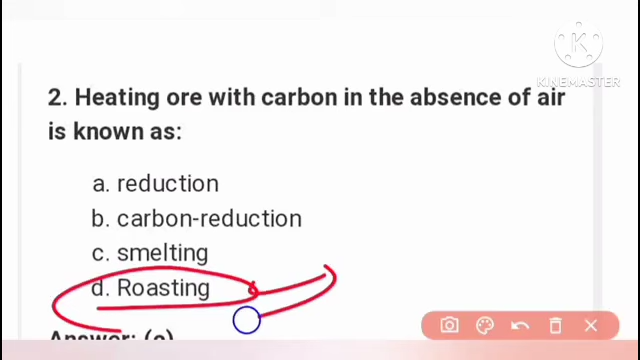 K
KINEMASTER
2. Heating ore with carbon in the absence of air
is known as:
a. reduction
b. carbon-reduction
c. smelting
d. Roasting